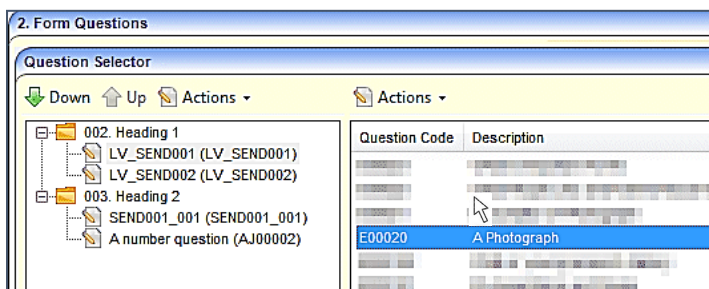 2. Form Questions
Question Selector
Down Up Actions
002. Heading 1
LV_SEND001 (LV_SEND001)
LV_SEND002 (LV_SEND002)
003. Heading 2
SEND001_001 (SEND001_001)
A number question (AJ00002)
Actions
Question Code Description
E00020 A Photograph